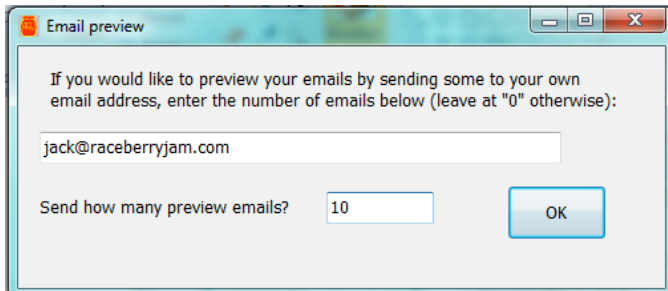 Email preview
If you would like to preview your emails by sending some to your own
email address, enter the number of emails below (leave at "0" otherwise):
jack@raceberryjam.com
Send how many preview emails? 10
OK